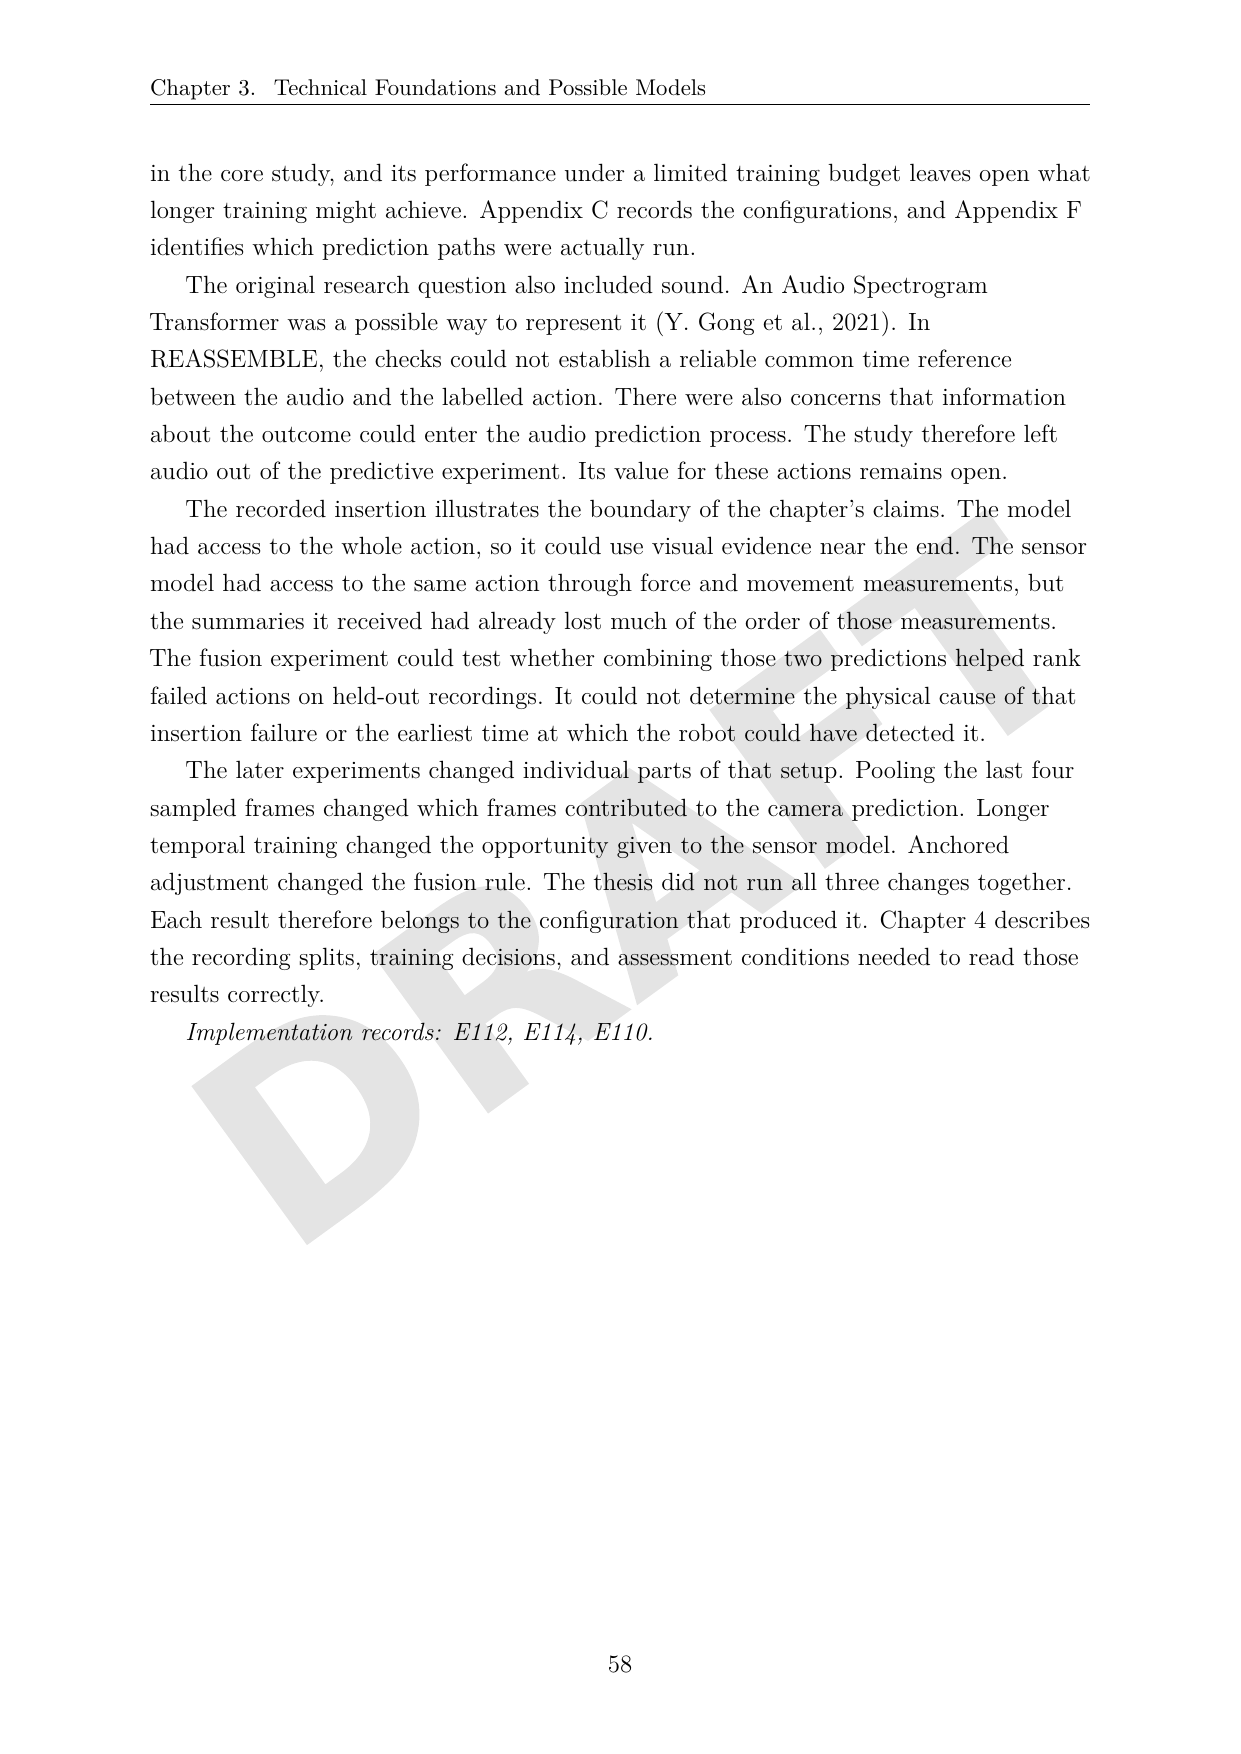 Chapter 3. Technical Foundations and Possible Models
in the core study, and its performance under a limited training budget leaves open what
longer training might achieve. Appendix C records the configurations, and Appendix F
identifies which prediction paths were actually run.
The original research question also included sound. An Audio Spectrogram
Transformer was a possible way to represent it (Y. Gong et al., 2021). In
REASSEMBLE, the checks could not establish a reliable common time reference
between the audio and the labelled action. There were also concerns that information
about the outcome could enter the audio prediction process. The study therefore left
audio out of the predictive experiment. Its value for these actions remains open.
The recorded insertion illustrates the boundary of the chapter's claims. The model
had access to the whole action, so it could use visual evidence near the end. The sensor
model had access to the same action through force and movement measurements, but
the summaries it received had already lost much of the order of those measurements.
The fusion experiment could test whether combining those two predictions helped rank
failed actions on held-out recordings. It could not determine the physical cause of that
insertion failure or the earliest time at which the robot could have detected it.
The later experiments changed individual parts of that setup. Pooling the last four
sampled frames changed which frames contributed to the camera prediction. Longer
temporal training changed the opportunity given to the sensor model. Anchored
adjustment changed the fusion rule. The thesis did not run all three changes together.
Each result therefore belongs to the configuration that produced it. Chapter 4 describes
the recording splits, training decisions, and assessment conditions needed to read those
results correctly.
Implementation records: E112, E114, E110.
DRAFT
58